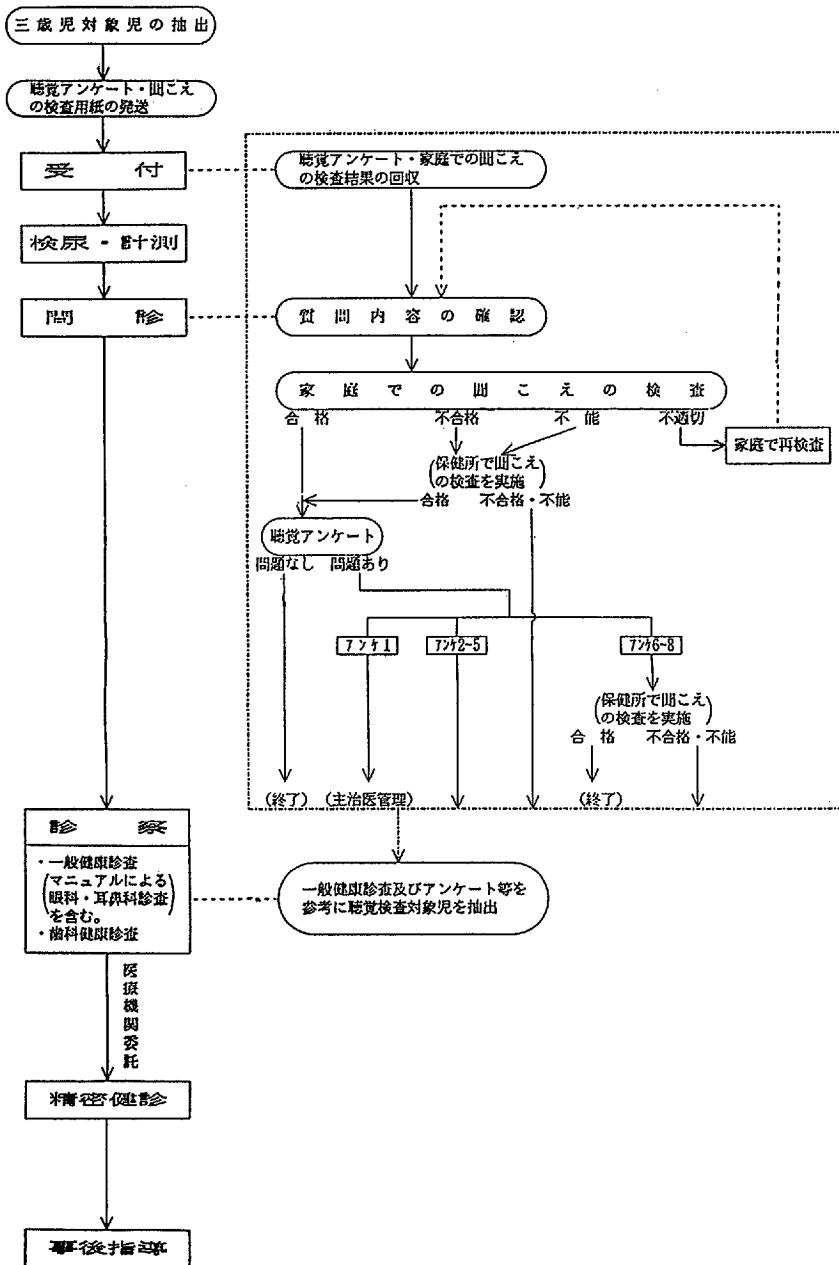 三歳児対象児の抽出
聴覚アンケート・聞こえ
の検査用紙の発送
受付
聴覚アンケート・家庭での聞こえ
の検査結果の回収
検尿・計測
問診
質問内容の確認
家庭での聞こえの検査
合格 不合格 不能 不適切
家庭で再検査
(保健所で聞こえ
の検査を実施)
合格 不合格・不能
聴覚アンケート
問題なし 問題あり
アンケ1 アンケ2~5 アンケ6~8
(保健所で聞こえ
の検査を実施)
合格 不合格・不能
(終了) (主治医管理) (終了)
診察
・一般健康診査
(マニュアルによる
眼科・耳鼻科診査
を含む。)
・歯科健康診査
一般健康診査及びアンケート等を
参考に聴覚検査対象児を抽出
医療機関委託
精密健診
後指